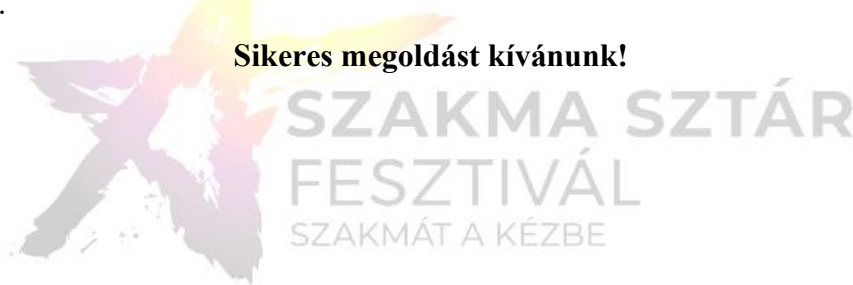 .
Sikeres megoldást kívánunk!
SZAKMA SZTÁR
FESZTIVÁL
SZAKMÁT A KÉZBE